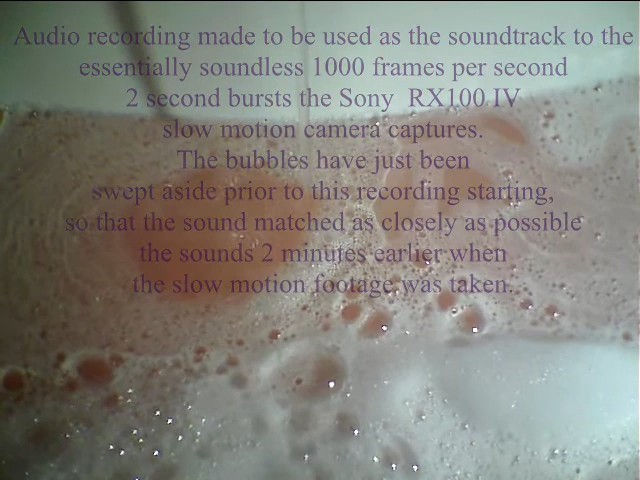 Audio recording made to be used as the soundtrack to the
essentially soundless 1000 frames per second
2 second bursts the Sony RX100 IV
slow motion camera captures.
The bubbles have just been
swept aside prior to this recording starting,
so that the sound matched as closely as possible
the sounds 2 minutes earlier when
the slow motion footage was taken.